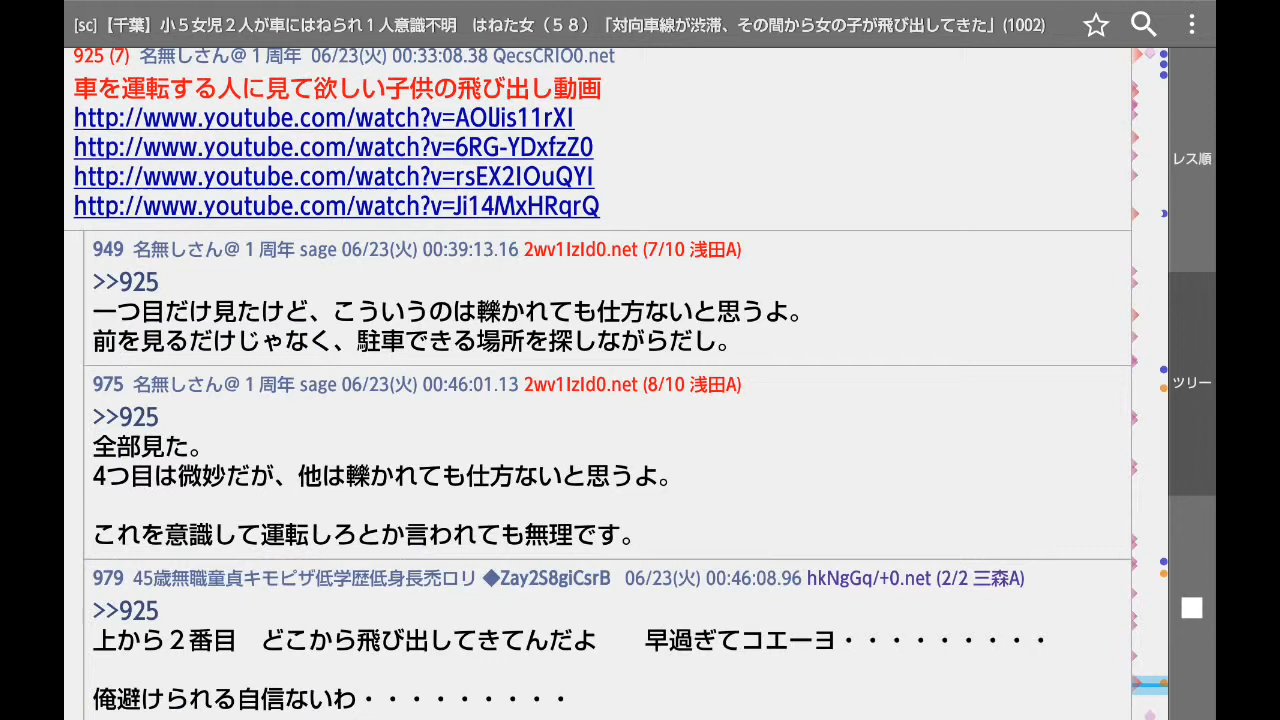 [sc]【千葉】小５女児２人が車にはねられ１人意識不明　はねた女（５８）「対向車線が渋滞、その間から女の子が飛び出してきた」(1002)
925 (7) 名無しさん＠１周年 06/23(火) 00:33:08.38 QecsCRIO0.net
車を運転する人に見て欲しい子供の飛び出し動画
http://www.youtube.com/watch?v=AOUis11rXI
http://www.youtube.com/watch?v=6RG-YDxfzZ0
http://www.youtube.com/watch?v=rsEX2IOuQYI
http://www.youtube.com/watch?v=Ji14MxHRqrQ
949 名無しさん＠１周年 sage 06/23(火) 00:39:13.16 2wv1IzId0.net (7/10 浅田A)
>>925
一つ目だけ見たけど、こういうのは轢かれても仕方ないと思うよ。
前を見るだけじゃなく、駐車できる場所を探しながらだし。
975 名無しさん＠１周年 sage 06/23(火) 00:46:01.13 2wv1IzId0.net (8/10 浅田A)
>>925
全部見た。
4つ目は微妙だが、他は轢かれても仕方ないと思うよ。
これを意識して運転しろとか言われても無理です。
979 45歳無職童貞キモピザ低学歴低身長禿ロリ ◆Zay2S8giCsrB 06/23(火) 00:46:08.96 hkNgGq/+0.net (2/2 三森A)
>>925
上から２番目　どこから飛び出してきてんだよ　　早過ぎてコエーヨ・・・・・・・・・
俺避けられる自信ないわ・・・・・・・・・
レス順
ツリー